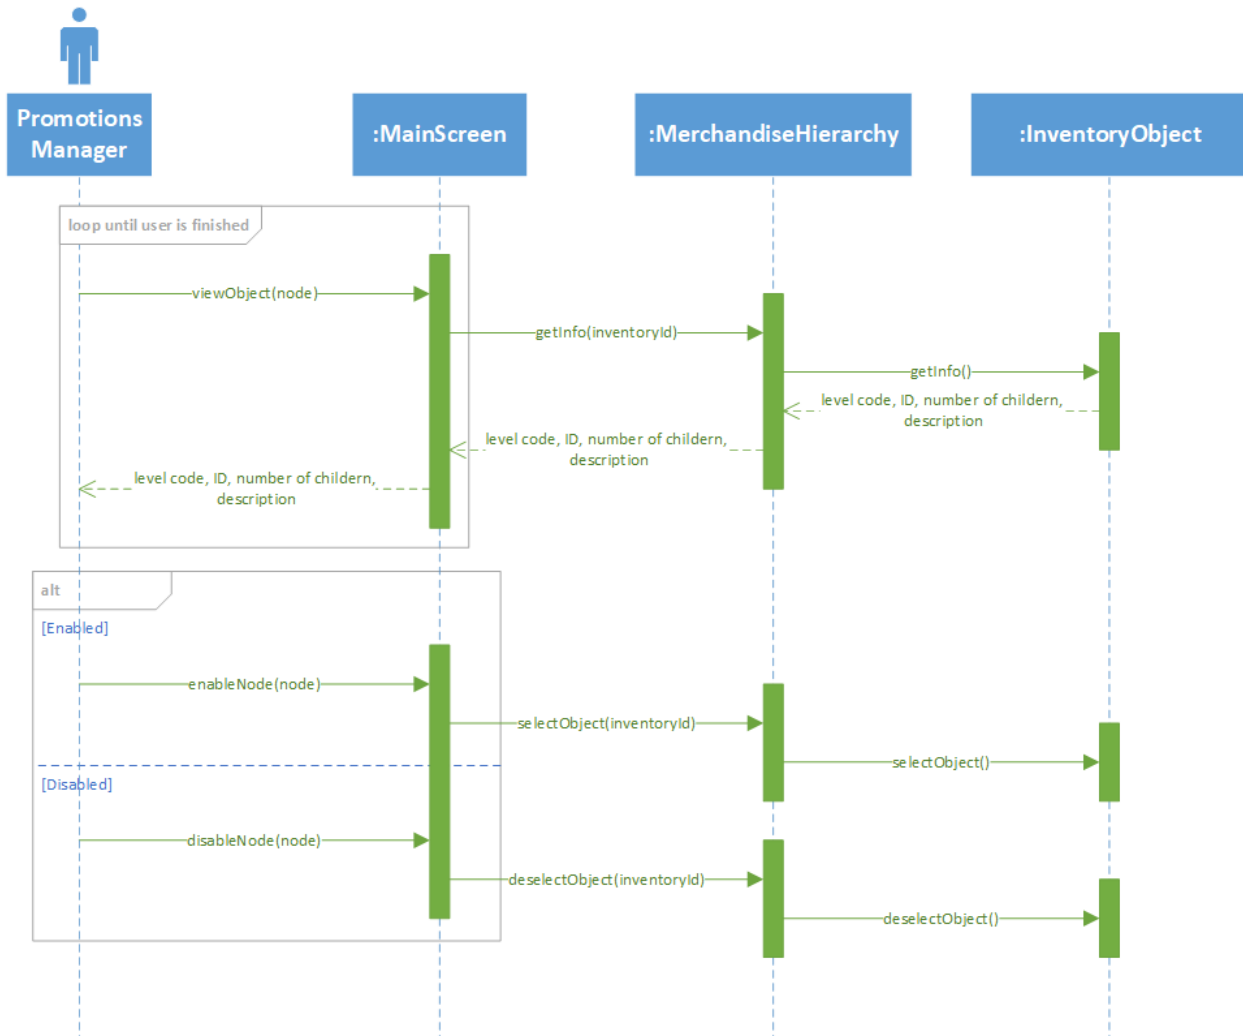 Promotions
Manager
:MainScreen
:MerchandiseHierarchy
:InventoryObject
loop until user is finished
viewObject(node)
getInfo(inventoryId)
getInfo()
level code, ID, number of childern,
description
level code, ID, number of childern,
description
level code, ID, number of childern,
description
alt
[Enabled]
enableNode(node)
selectObject(inventoryId)
selectObject()
[Disabled]
disableNode(node)
deselectObject(inventoryId)
deselectObject()